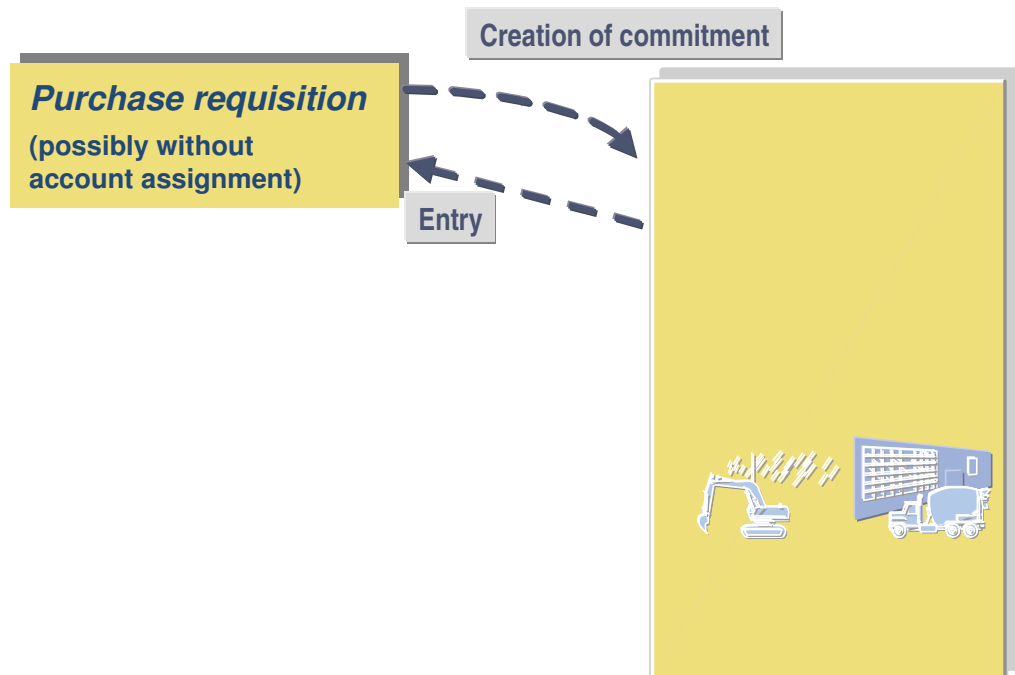 Creation of commitment
Purchase requisition
(possibly without
account assignment)
Entry